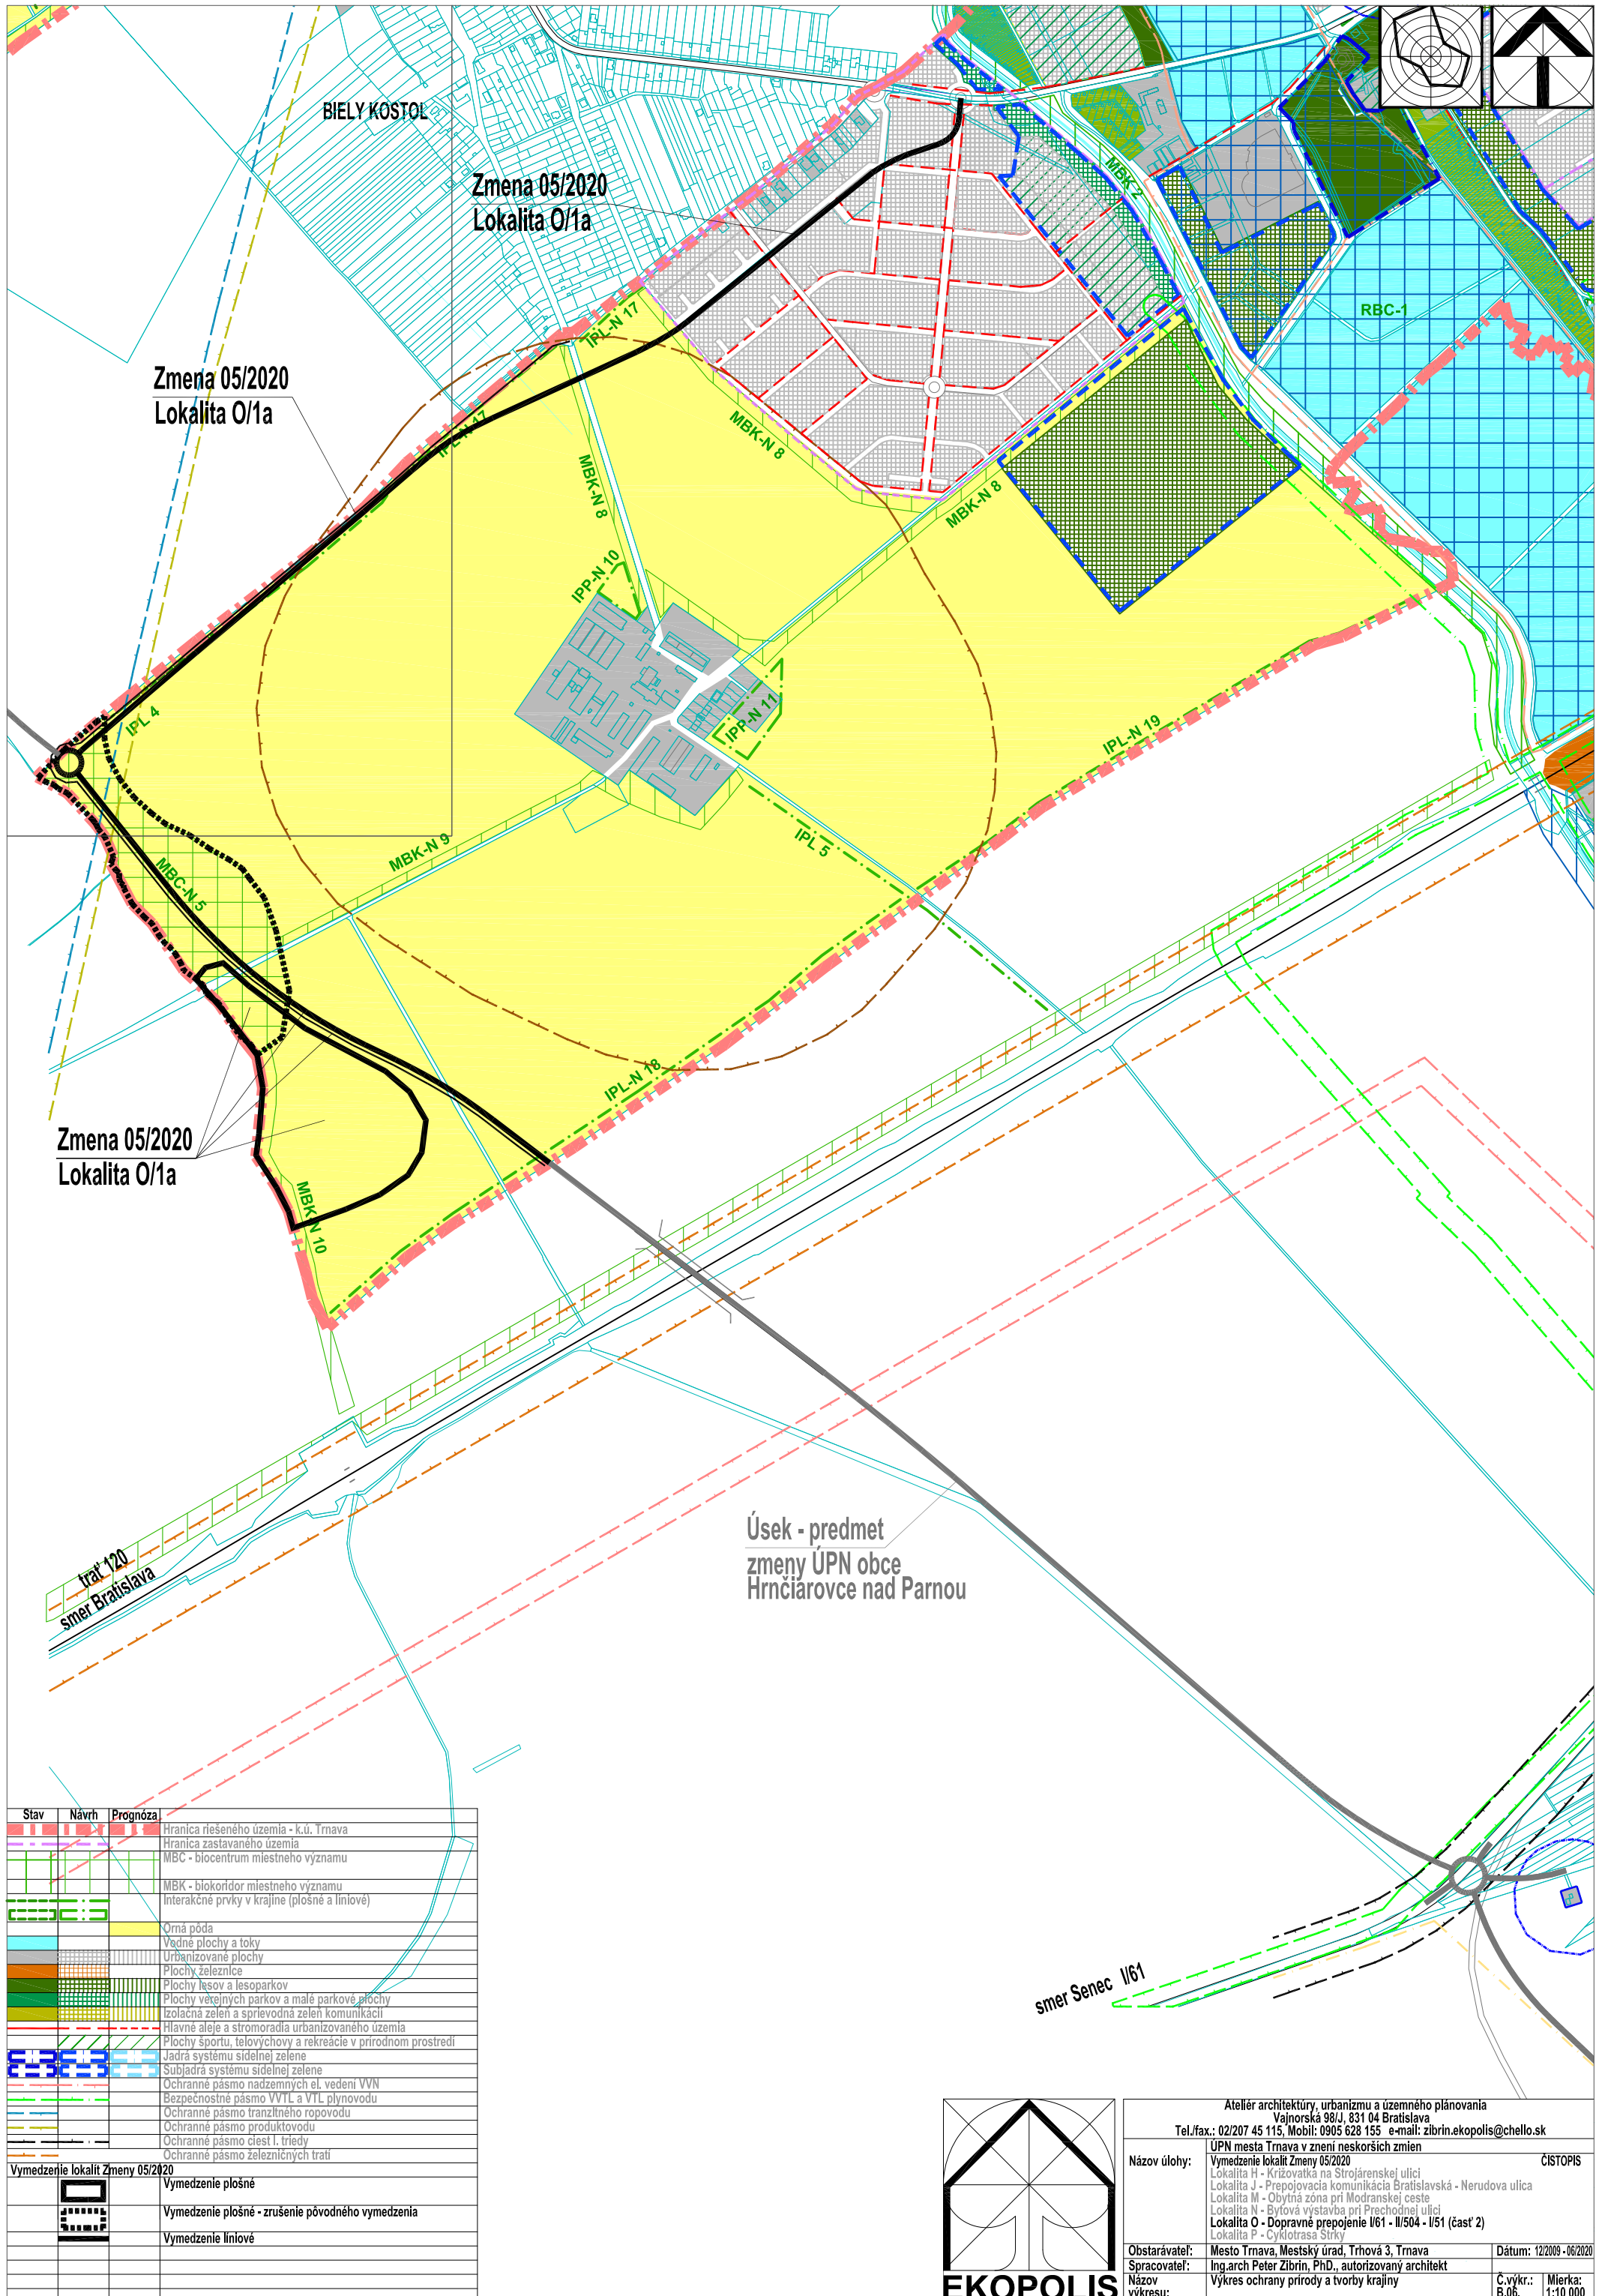 BIELY KOSTOL
Zmena 05/2020
Lokalita O/1a
MBK 2
RBC-1
IPL-N 17
Zmena 05/2020
Lokalita O/1a
IPL-N 17
MBK-N 8
MBK-N 8
MBK-N 8
IPP-N 10
IPP-N 11
IPL 4
IPL-N 19
MBK-N 9
IPL 5
MBC-N 5
IPL-N 18
Zmena 05/2020
Lokalita O/1a
MBK-N 10
Úsek - predmet
zmeny ÚPN obce
Hrnčiarovce nad Parnou
trať 120
smer Bratislava
smer Senec I/61
Stav Návrh Prognóza
Hranica riešeného územia - k.ú. Trnava
Hranica zastavaného územia
MBC - biocentrum miestneho významu
MBK - biokoridor miestneho významu
Interakčné prvky v krajine (plošné a líniové)
Orná pôda
Vodné plochy a toky
Urbanizované plochy
Plochy železníc
Plochy lesov a lesoparkov
Plochy verejných parkov a malé parkové plochy
Izolačná zeleň a sprievodná zeleň komunikácií
Hlavné aleje a stromoradia urbanizovaného územia
Plochy športu, telovýchovy a rekreácie v prírodnom prostredí
Jadrá systému sídelnej zelene
Subjadrá systému sídelnej zelene
Ochranné pásmo nadzemných el. vedení VVN
Bezpečnostné pásmo VVTL a VTL plynovodu
Ochranné pásmo tranzitného ropovodu
Ochranné pásmo produktovodu
Ochranné pásmo ciest I. triedy
Ochranné pásmo železničných tratí
Vymedzenie lokalít Zmeny 05/2020
Vymedzenie plošné
Vymedzenie plošné - zrušenie pôvodného vymedzenia
Vymedzenie líniové
EKOPOLIS
Ateliér architektúry, urbanizmu a územného plánovania
Vajnorská 98/J, 831 04 Bratislava
Tel./fax.: 02/207 45 115, Mobil: 0905 628 155 e-mail: zibrin.ekopolis@chello.sk
Názov úlohy: ÚPN mesta Trnava v znení neskorších zmien
Vymedzenie lokalít Zmeny 05/2020 ČISTOPIS
Lokalita H - Križovatka na Strojárenskej ulici
Lokalita J - Prepojovacia komunikácia Bratislavská - Nerudova ulica
Lokalita M - Obytná zóna pri Modranskej ceste
Lokalita N - Bytová výstavba pri Prechodnej ulici
Lokalita O - Dopravné prepojenie I/61 - II/504 - I/51 (časť 2)
Lokalita P - Cyklotrasa Štrky
Obstarávateľ: Mesto Trnava, Mestský úrad, Trhová 3, Trnava Dátum: 12/2009 - 06/2020
Spracovateľ: Ing.arch Peter Zibrin, PhD., autorizovaný architekt
Názov výkresu: Výkres ochrany prírody a tvorby krajiny Č.výkr.: B.06. Mierka: 1:10 000